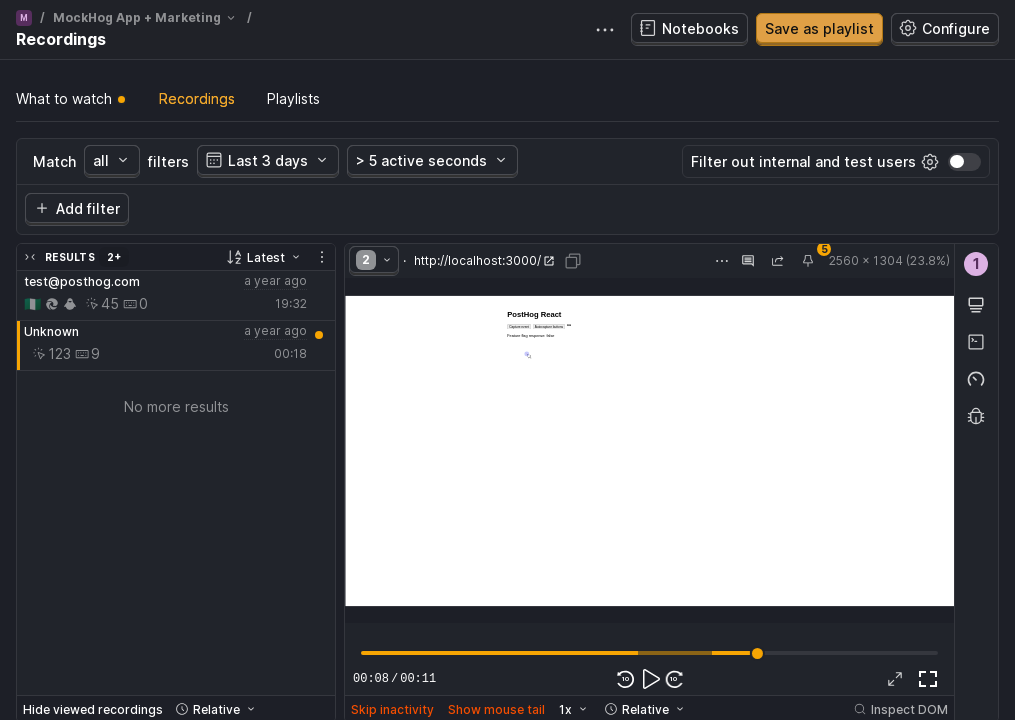 M / MockHog App + Marketing /
Recordings
Notebooks
Save as playlist
Configure
What to watch
Recordings
Playlists
Match all filters Last 3 days > 5 active seconds
Filter out internal and test users
Add filter
RESULTS 2+ Latest
test@posthog.com a year ago
45 0 19:32
Unknown a year ago
123 9 00:18
No more results
Hide viewed recordings Relative
2 · http://localhost:3000/ 5 2560 × 1304 (23.8%)
1
PostHog React
Capture event
Feature flag response: false
00:08 / 00:11
10 10
Skip inactivity Show mouse tail 1x Relative Inspect DOM